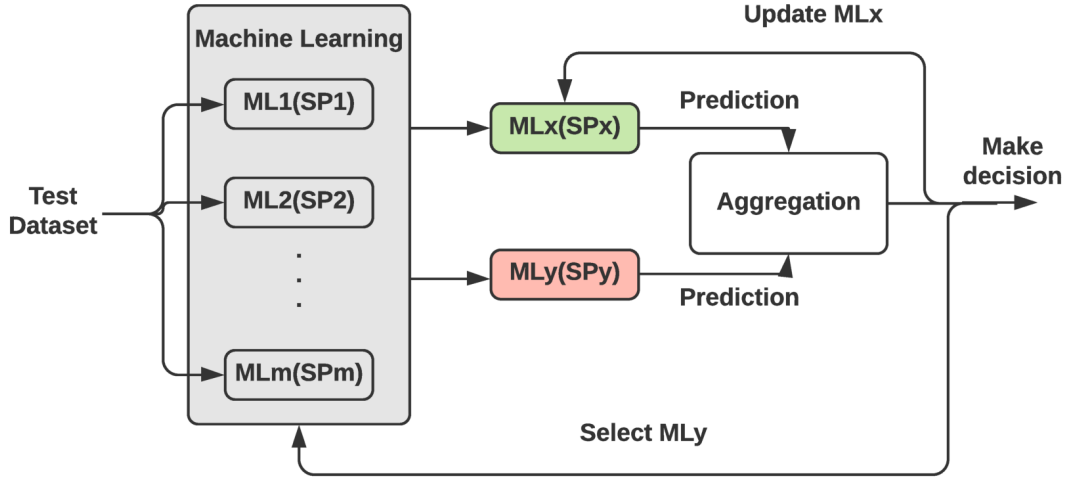 Update MLx
Machine Learning
ML1(SP1)
Prediction
MLx(SPx)
Make
decision
Test
Dataset
ML2(SP2)
Aggregation
.
.
.
MLy(SPy)
Prediction
MLm(SPm)
Select MLy